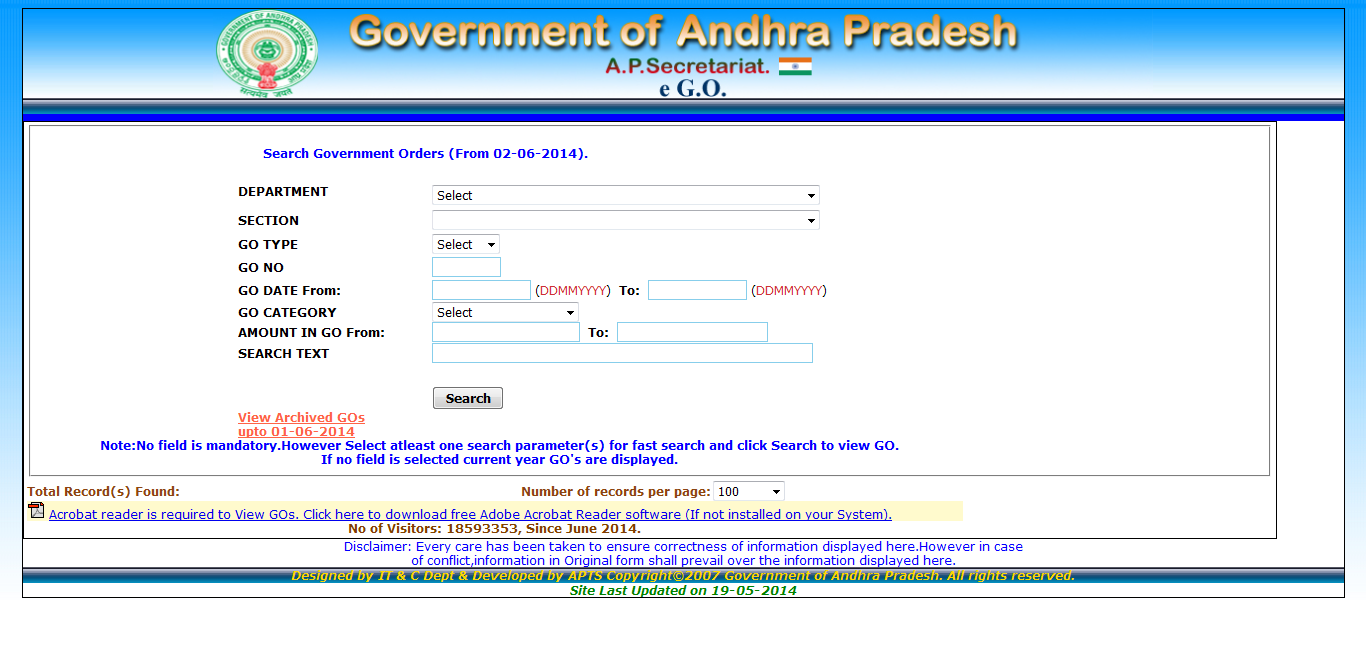 Government of Andhra Pradesh
A.P.Secretariat.
e G.O.
Search Government Orders (From 02-06-2014).
DEPARTMENT Select
SECTION
GO TYPE Select
GO NO
GO DATE From: (DDMMYYYY) To: (DDMMYYYY)
GO CATEGORY Select
AMOUNT IN GO From: To:
SEARCH TEXT
Search
View Archived GOs
upto 01-06-2014
Note:No field is mandatory.However Select atleast one search parameter(s) for fast search and click Search to view GO.
If no field is selected current year GO's are displayed.
Total Record(s) Found: Number of records per page: 100
Acrobat reader is required to View GOs. Click here to download free Adobe Acrobat Reader software (If not installed on your System).
No of Visitors: 18593353, Since June 2014.
Disclaimer: Every care has been taken to ensure correctness of information displayed here.However in case
of conflict,information in Original form shall prevail over the information displayed here.
Designed by IT & C Dept & Developed by APTS Copyright©2007 Government of Andhra Pradesh. All rights reserved.
Site Last Updated on 19-05-2014